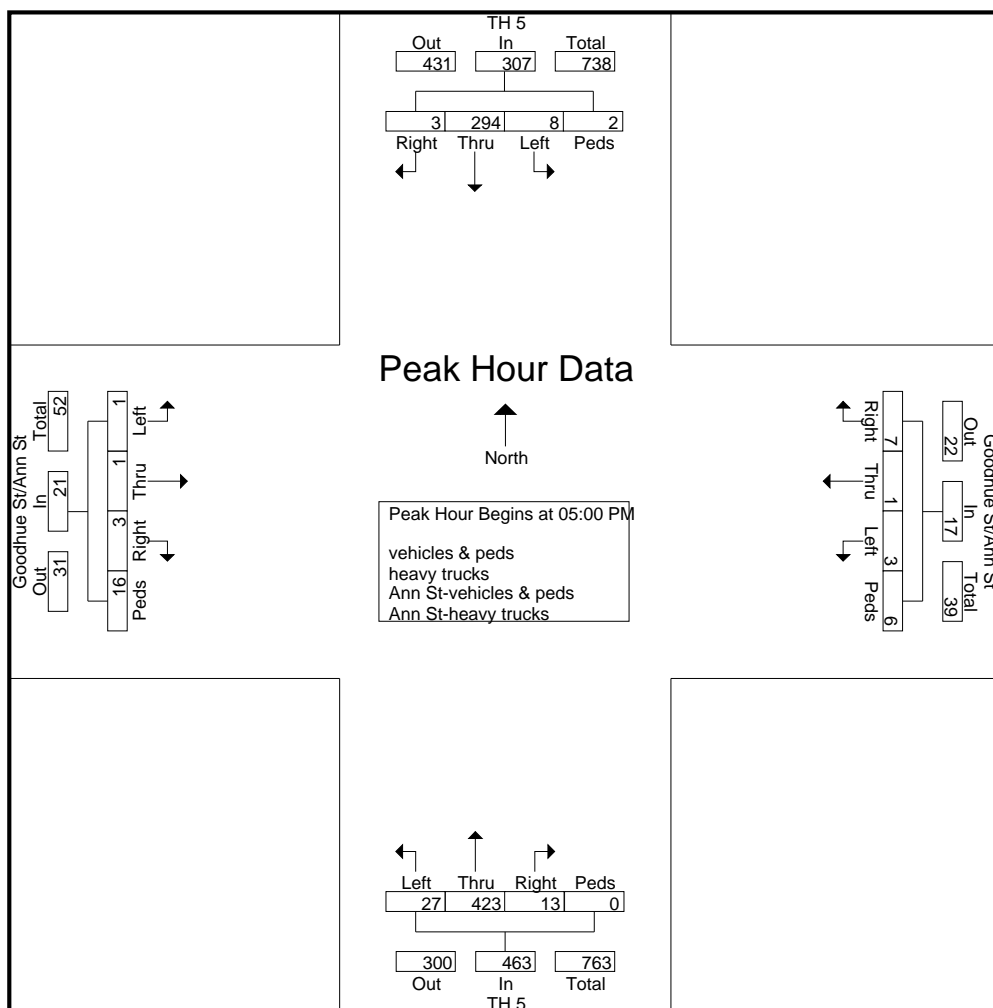 TH 5
Out In Total
431 307 738
3 294 8 2
Right Thru Left Peds
Peak Hour Data
North
Peak Hour Begins at 05:00 PM
vehicles & peds
heavy trucks
Ann St-vehicles & peds
Ann St-heavy trucks
Goodhue St/Ann St
Out In Total
31 21 52
16 3 1 1
Peds Right Thru Left
Goodhue St/Ann St
Out In Total
22 17 39
7 1 3 6
Right Thru Left Peds
Left Thru Right Peds
27 423 13 0
300 463 763
Out In Total
TH 5